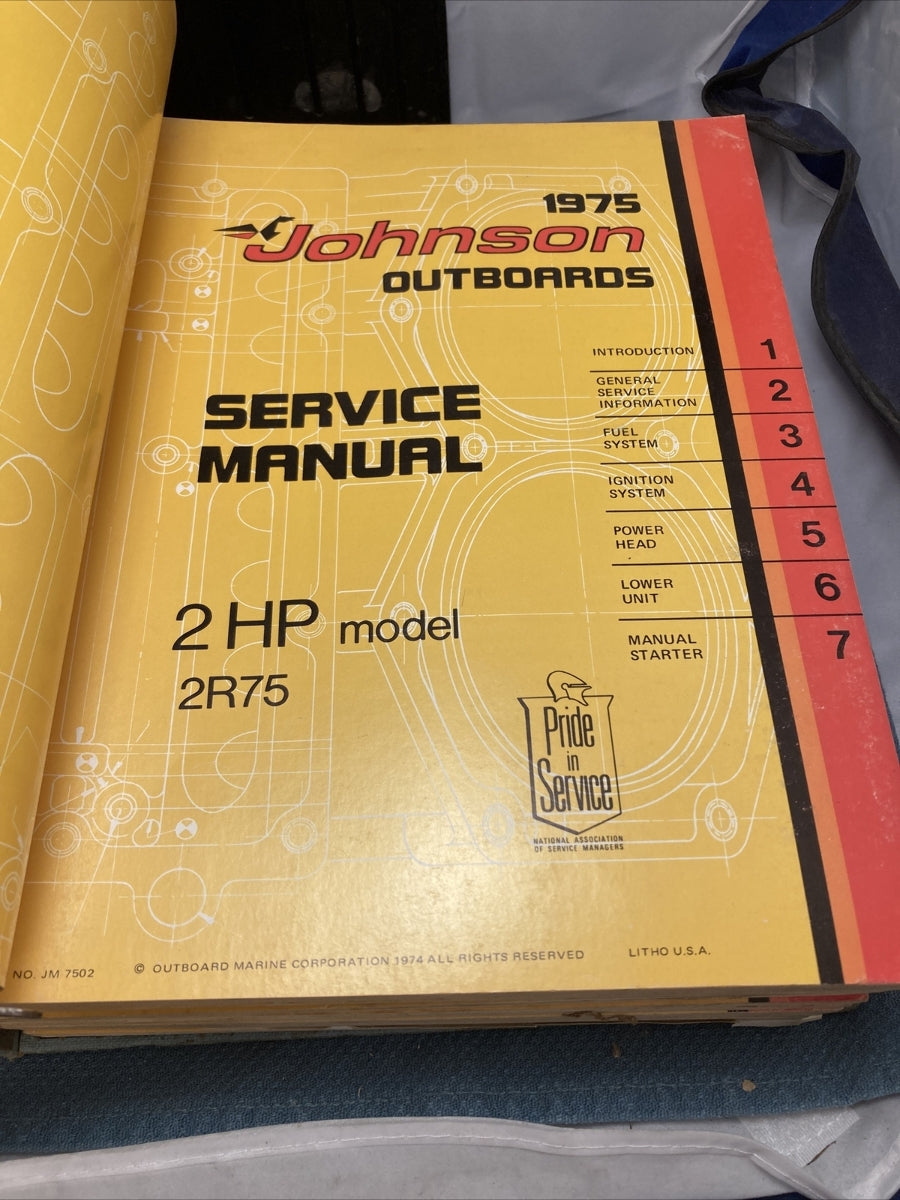 1975
Johnson
OUTBOARDS
SERVICE
MANUAL
INTRODUCTION 1
GENERAL
SERVICE
INFORMATION 2
FUEL
SYSTEM 3
IGNITION
SYSTEM 4
POWER
HEAD 5
LOWER
UNIT 6
MANUAL
STARTER 7
2 HP model
2R75
Pride
in
Service
NATIONAL ASSOCIATION
OF SERVICE MANAGERS
NO. JM 7502 © OUTBOARD MARINE CORPORATION 1974 ALL RIGHTS RESERVED LITHO U.S.A.